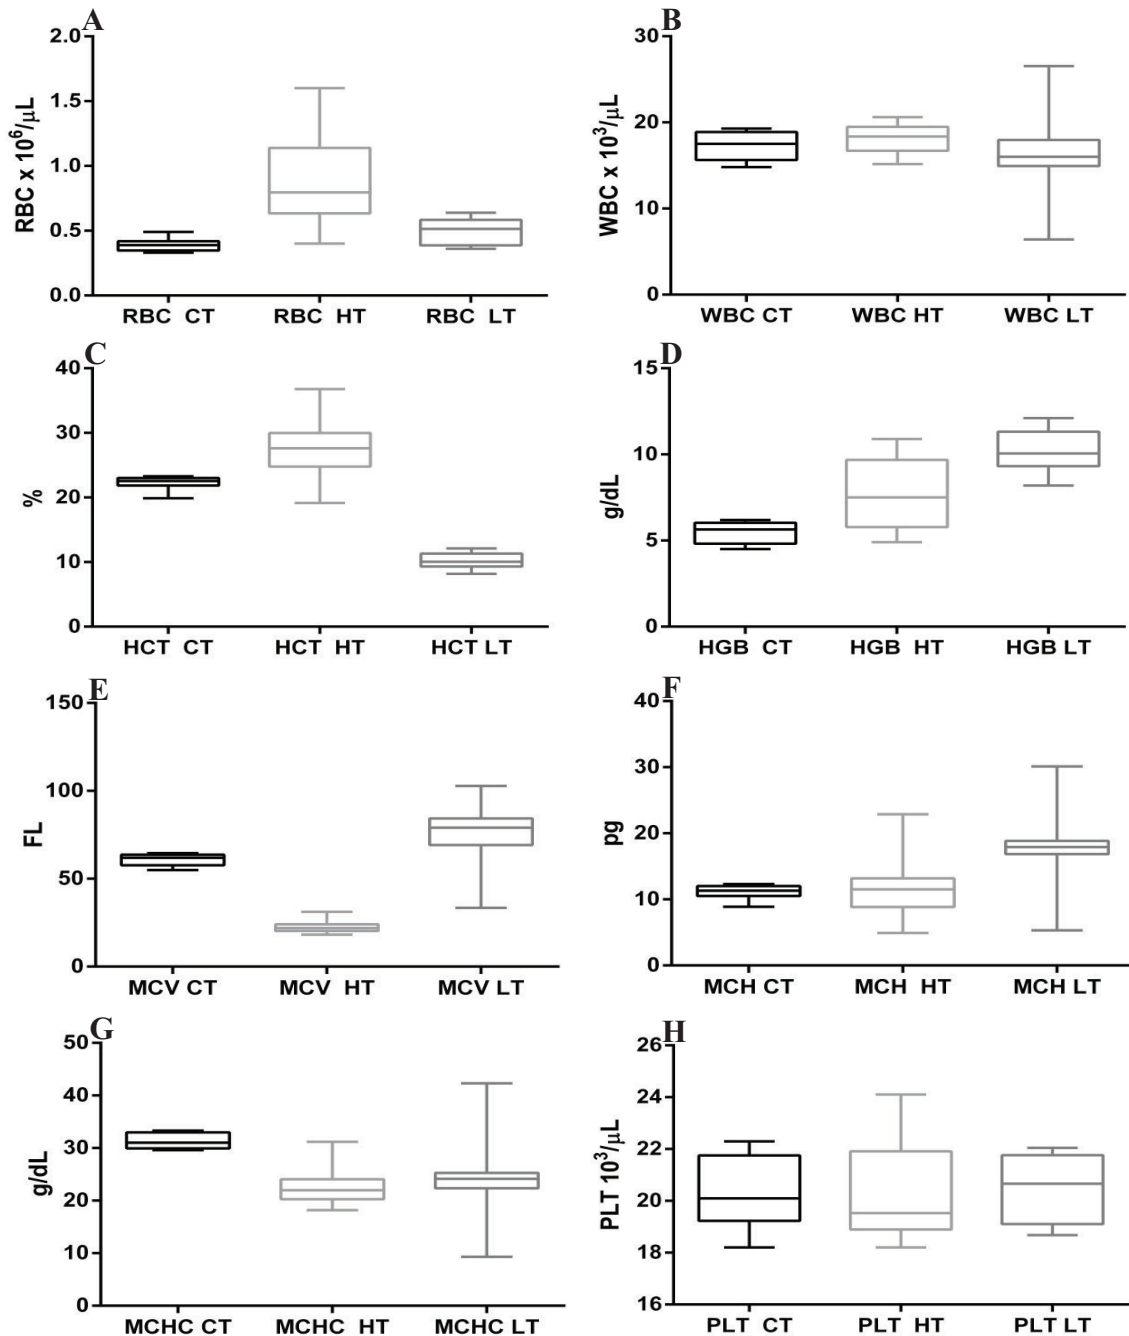 A
RBC x 10⁶/µL
2.0
1.5
1.0
0.5
0.0
RBC CT
RBC HT
RBC LT
B
WBC x 10³/µL
30
20
10
0
WBC CT
WBC HT
WBC LT
C
%
40
30
20
10
0
HCT CT
HCT HT
HCT LT
D
g/dL
15
10
5
0
HGB CT
HGB HT
HGB LT
E
FL
150
100
50
0
MCV CT
MCV HT
MCV LT
F
pg
40
30
20
10
0
MCH CT
MCH HT
MCH LT
G
g/dL
50
40
30
20
10
0
MCHC CT
MCHC HT
MCHC LT
H
PLT 10³/µL
26
24
22
20
18
16
PLT CT
PLT HT
PLT LT